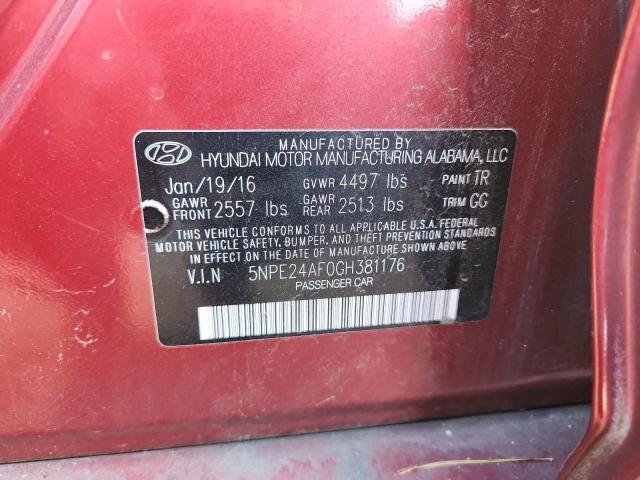 MANUFACTURED BY
HYUNDAI MOTOR MANUFACTURING ALABAMA, LLC
Jan/19/16 GVWR 4497 lbs PAINT TR
GAWR FRONT 2557 lbs GAWR REAR 2513 lbs TRIM GG
THIS VEHICLE CONFORMS TO ALL APPLICABLE U.S.A. FEDERAL
MOTOR VEHICLE SAFETY, BUMPER, AND THEFT PREVENTION STANDARDS
IN EFFECT ON THE DATE OF MANUFACTURE SHOWN ABOVE
V.I.N 5NPE24AF0GH381176
PASSENGER CAR